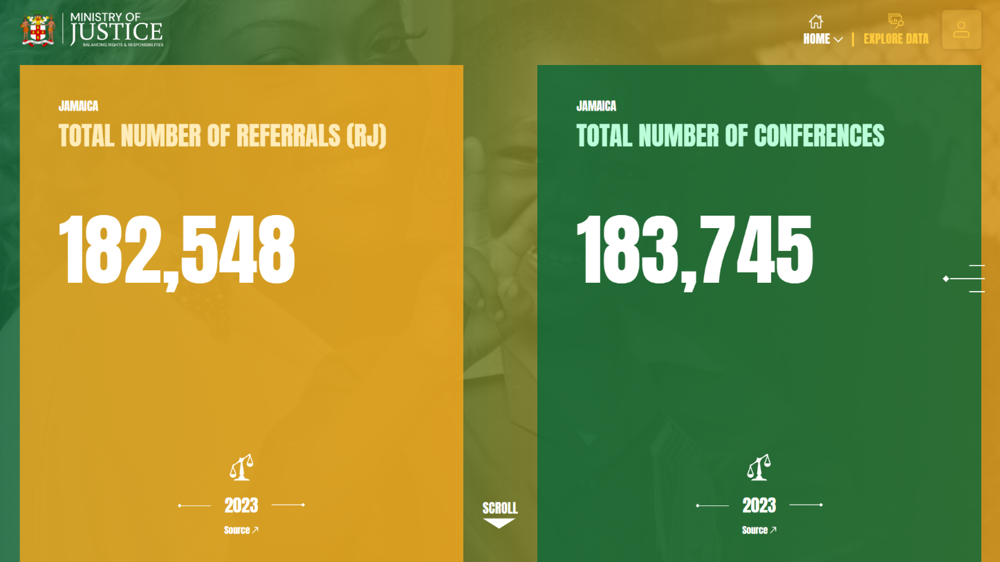 MINISTRY OF
JUSTICE
BALANCING RIGHTS & RESPONSIBILITIES
HOME
EXPLORE DATA
JAMAICA
TOTAL NUMBER OF REFERRALS (RJ)
182,548
2023
Source
SCROLL
JAMAICA
TOTAL NUMBER OF CONFERENCES
183,745
2023
Source